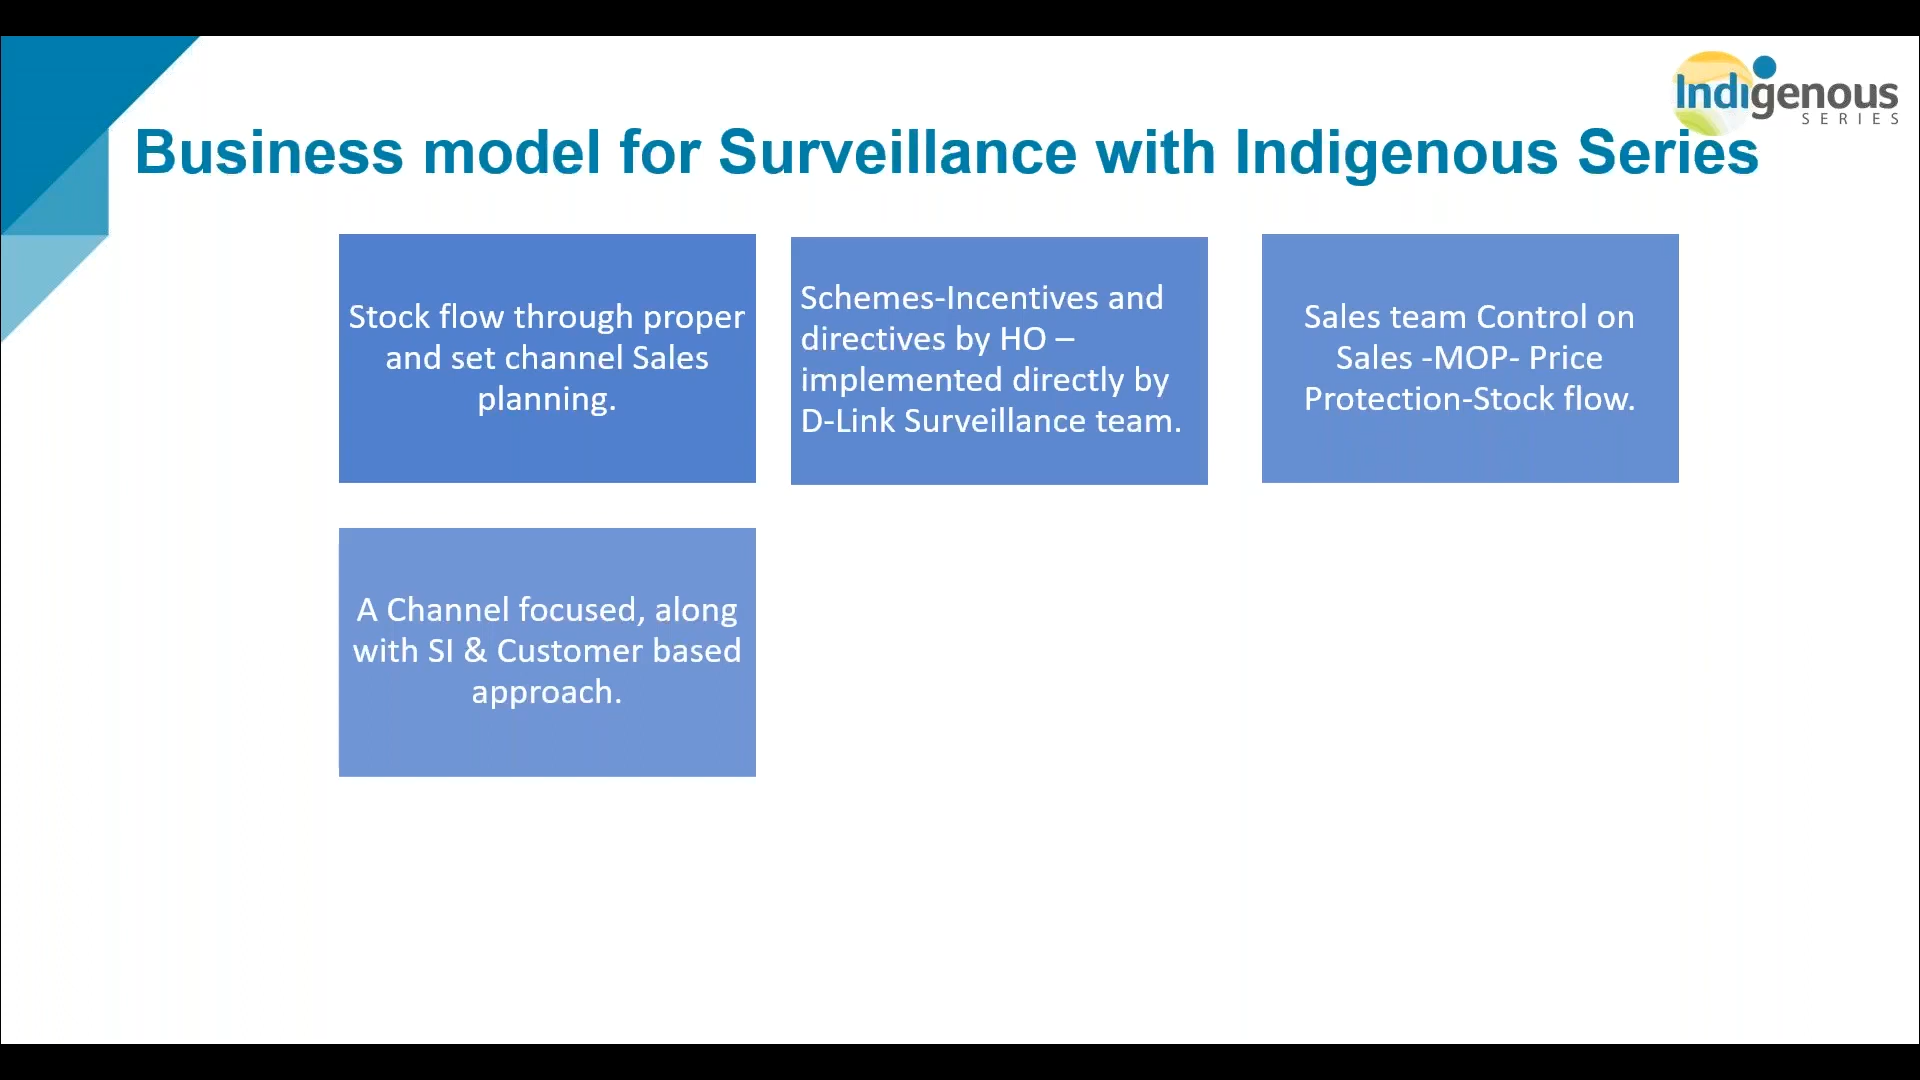 Indigenous
SERIES
Business model for Surveillance with Indigenous Series
Stock flow through proper
and set channel Sales
planning.
Schemes-Incentives and
directives by HO –
implemented directly by
D-Link Surveillance team.
Sales team Control on
Sales -MOP- Price
Protection-Stock flow.
A Channel focused, along
with SI & Customer based
approach.